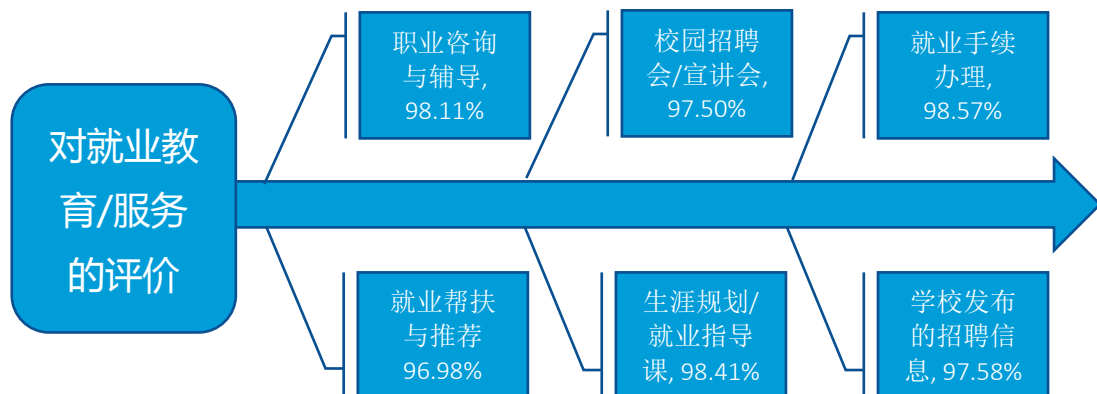 对就业教
育/服务
的评价
职业咨询
与辅导,
98.11%
校园招聘
会/宣讲会,
97.50%
就业手续
办理,
98.57%
就业帮扶
与推荐
96.98%
生涯规划/
就业指导
课, 98.41%
学校发布
的招聘信
息, 97.58%